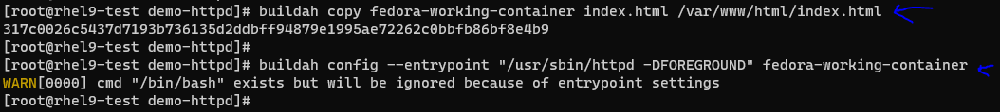 [root@rhel9-test demo-httpd]# buildah copy fedora-working-container index.html /var/www/html/index.html
317c0026c5437d7193b736135d2ddbff94879e1995ae72262c0bbfb86bf8e4b9
[root@rhel9-test demo-httpd]#
[root@rhel9-test demo-httpd]# buildah config --entrypoint "/usr/sbin/httpd -DFOREGROUND" fedora-working-container
WARN[0000] cmd "/bin/bash" exists but will be ignored because of entrypoint settings
[root@rhel9-test demo-httpd]#